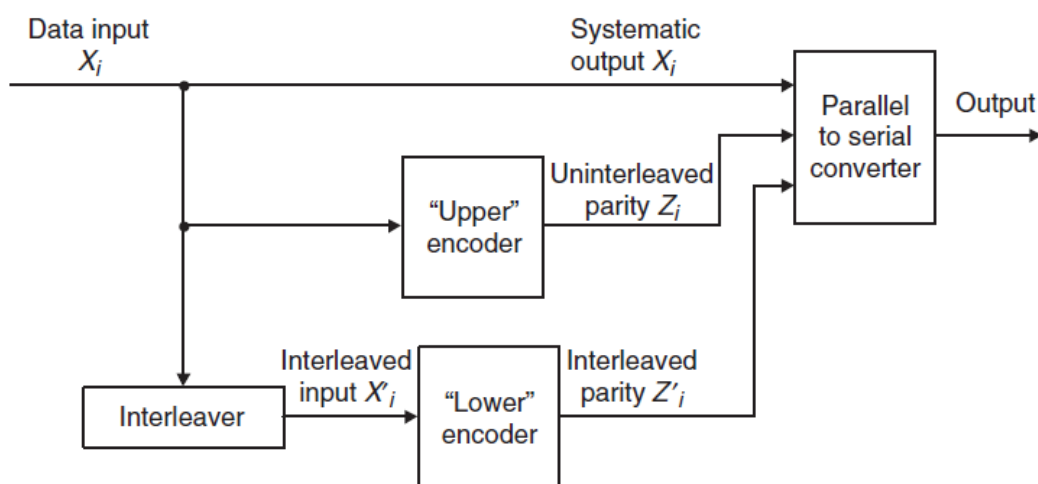 Data input
Xi
Systematic
output Xi
Parallel
to serial
converter
Output
"Upper"
encoder
Uninterleaved
parity Zi
Interleaver
Interleaved
input X'i
"Lower"
encoder
Interleaved
parity Z'i